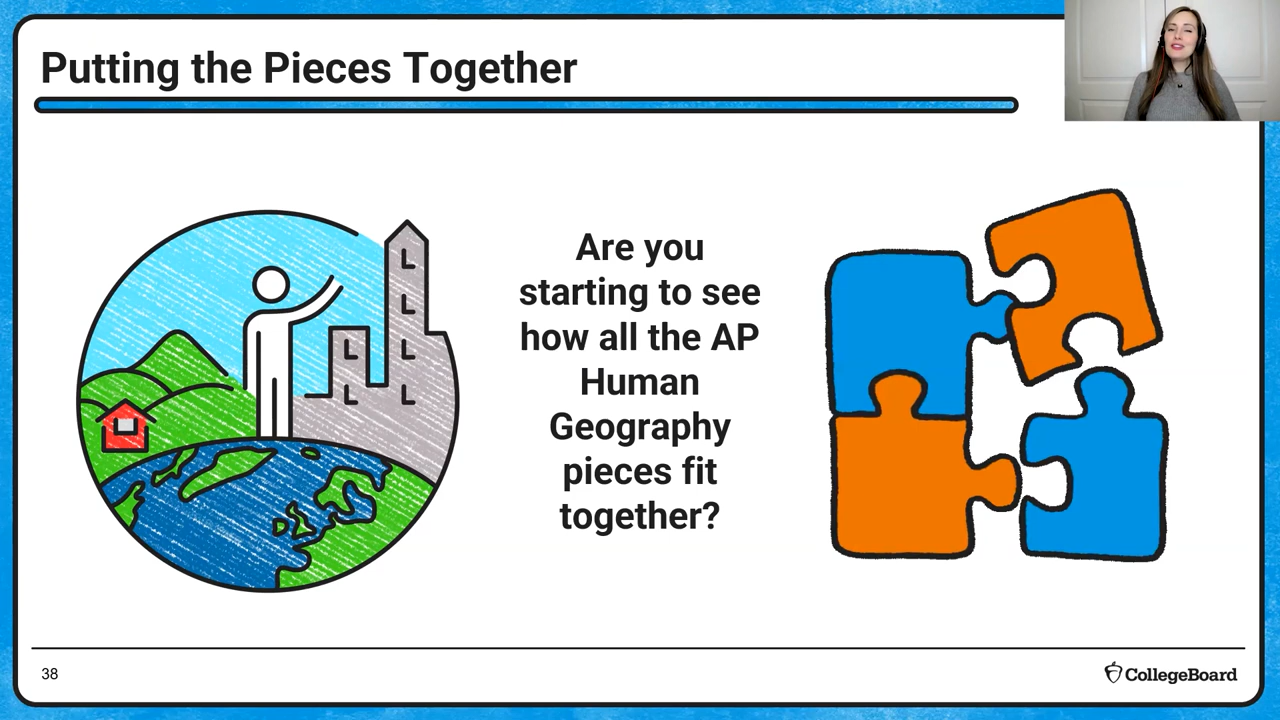 Putting the Pieces Together
Are you
starting to see
how all the AP
Human
Geography
pieces fit
together?
38
CollegeBoard